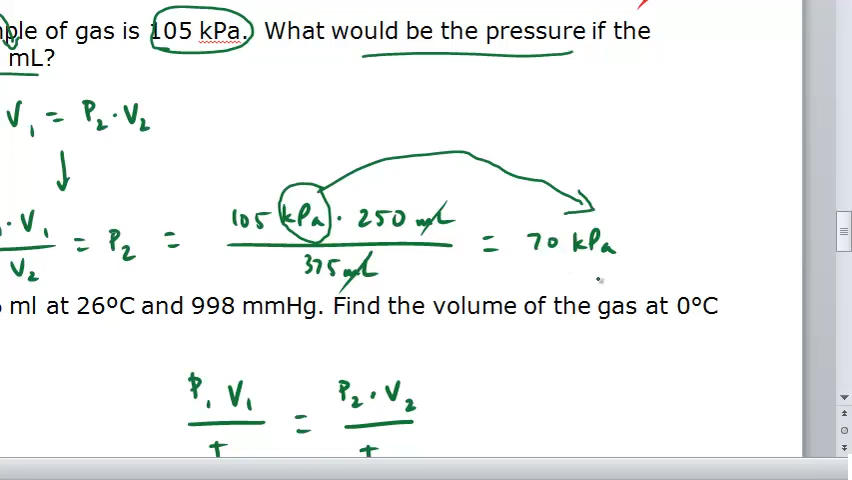 mple of gas is 105 kPa. What would be the pressure if the
mL?
V₁ = P₂ · V₂
· V₁ / V₂ = P₂ = 105 kPa · 250 mL / 375 mL = 70 kPa
ml at 26ºC and 998 mmHg. Find the volume of the gas at 0°C
P₁ V₁ / T = P₂ · V₂ / T